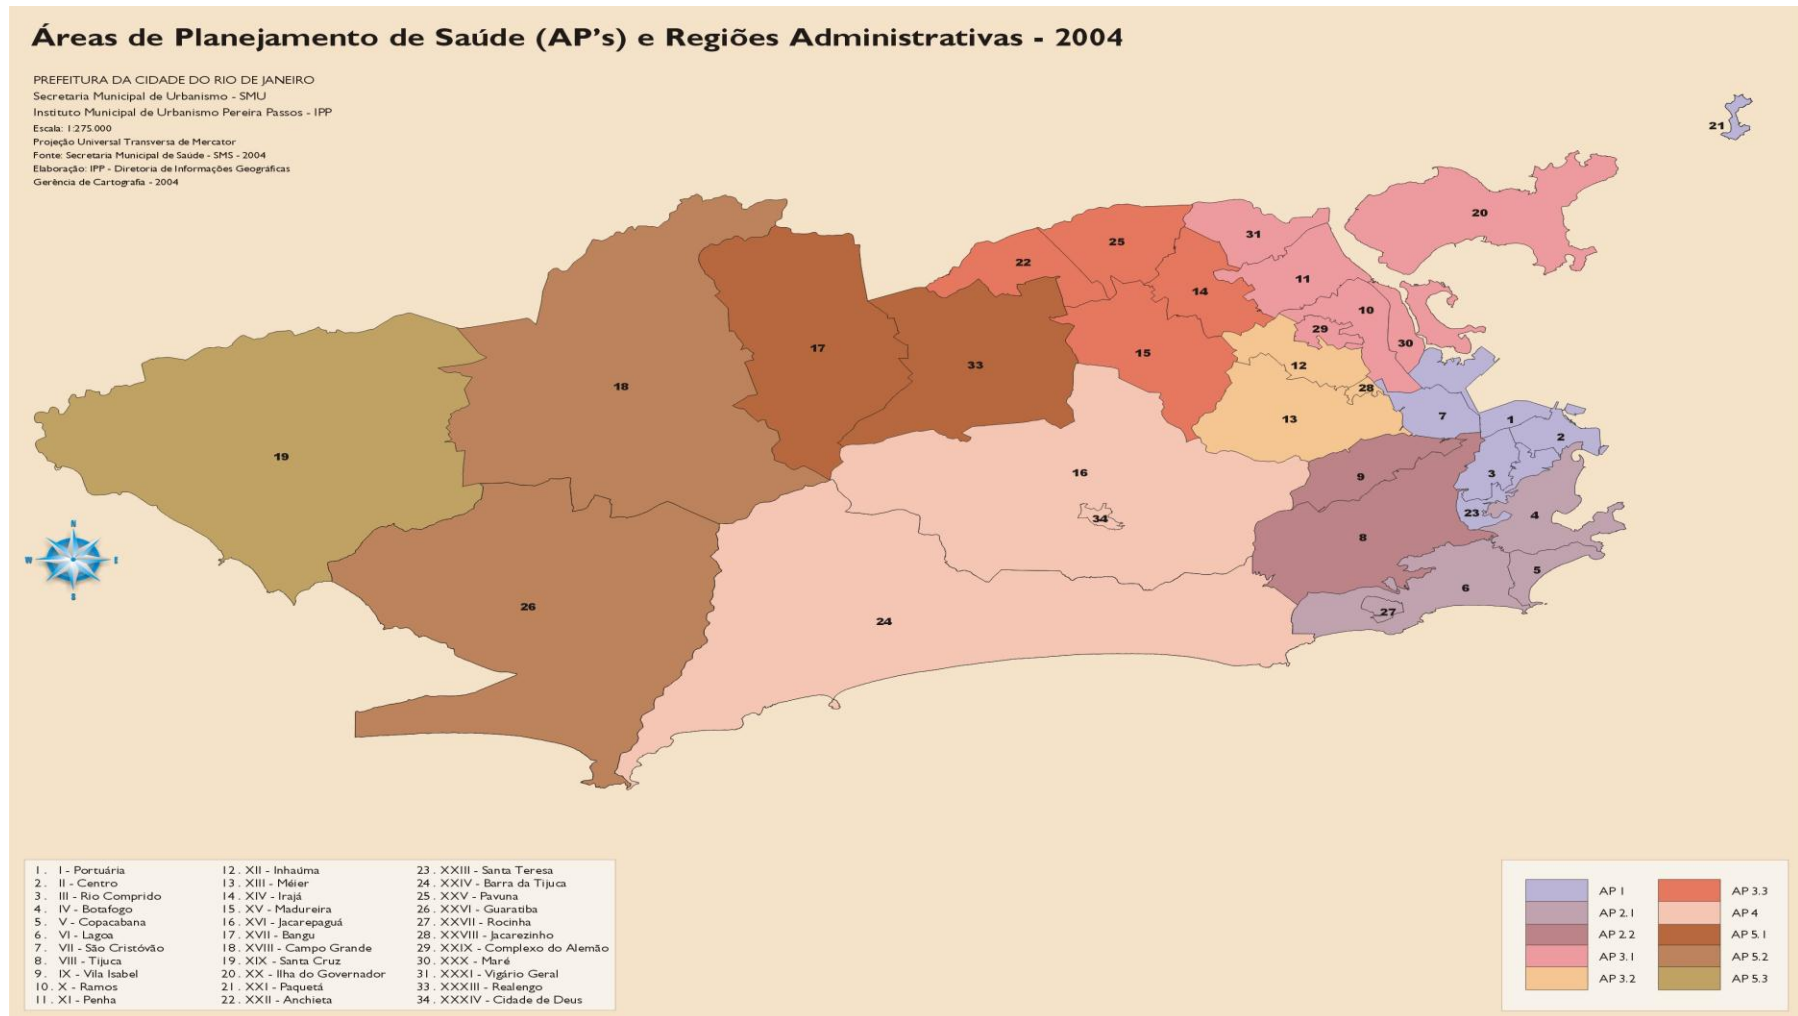 Áreas de Planejamento de Saúde (AP's) e Regiões Administrativas - 2004
PREFEITURA DA CIDADE DO RIO DE JANEIRO
Secretaria Municipal de Urbanismo - SMU
Instituto Municipal de Urbanismo Pereira Passos - IPP
Escala: 1:275.000
Projeção Universal Transversa de Mercator
Fonte: Secretaria Municipal de Saúde - SMS - 2004
Elaboração: IPP - Diretoria de Informações Geográficas
Gerência de Cartografia - 2004
21
20
31
25
22
11
14
10
29
30
15
17
33
12
28
18
13
7
1
2
19
16
9
3
34
23
4
8
5
6
26
27
24
N
W
E
S
1. I - Portuária
2. II - Centro
3. III - Rio Comprido
4. IV - Botafogo
5. V - Copacabana
6. VI - Lagoa
7. VII - São Cristóvão
8. VIII - Tijuca
9. IX - Vila Isabel
10. X - Ramos
11. XI - Penha
12. XII - Inhaúma
13. XIII - Méier
14. XIV - Irajá
15. XV - Madureira
16. XVI - Jacarepaguá
17. XVII - Bangu
18. XVIII - Campo Grande
19. XIX - Santa Cruz
20. XX - Ilha do Governador
21. XXI - Paquetá
22. XXII - Anchieta
23. XXIII - Santa Teresa
24. XXIV - Barra da Tijuca
25. XXV - Pavuna
26. XXVI - Guaratiba
27. XXVII - Rocinha
28. XXVIII - Jacarezinho
29. XXIX - Complexo do Alemão
30. XXX - Maré
31. XXXI - Vigário Geral
33. XXXIII - Realengo
34. XXXIV - Cidade de Deus
AP 1
AP 2.1
AP 2.2
AP 3.1
AP 3.2
AP 3.3
AP 4
AP 5.1
AP 5.2
AP 5.3